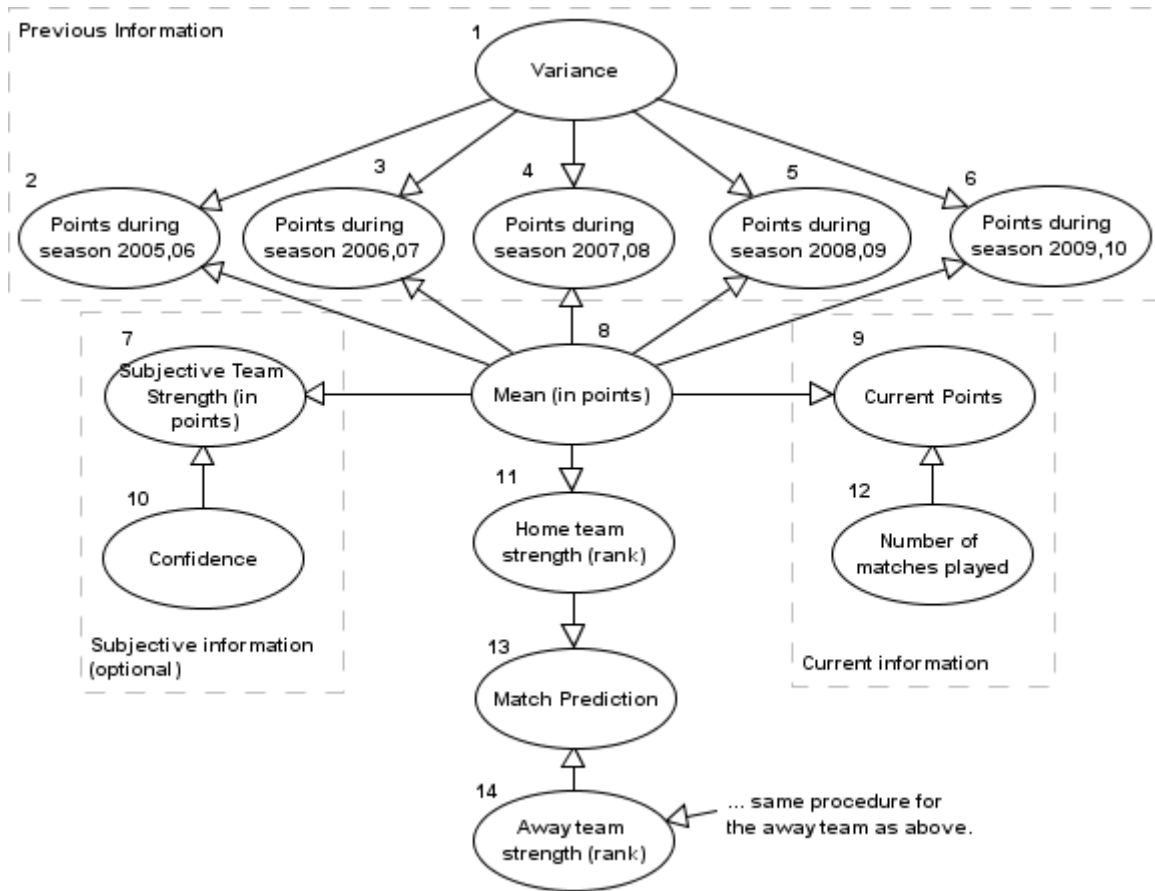 Previous Information
1
Variance
2
Points during
season 2005,06
3
Points during
season 2006,07
4
Points during
season 2007,08
5
Points during
season 2008,09
6
Points during
season 2009,10
7
Subjective Team
Strength (in
points)
8
Mean (in points)
9
Current Points
10
Confidence
Subjective information
(optional)
11
Home team
strength (rank)
12
Number of
matches played
Current information
13
Match Prediction
14
Away team
strength (rank)
... same procedure for
the away team as above.